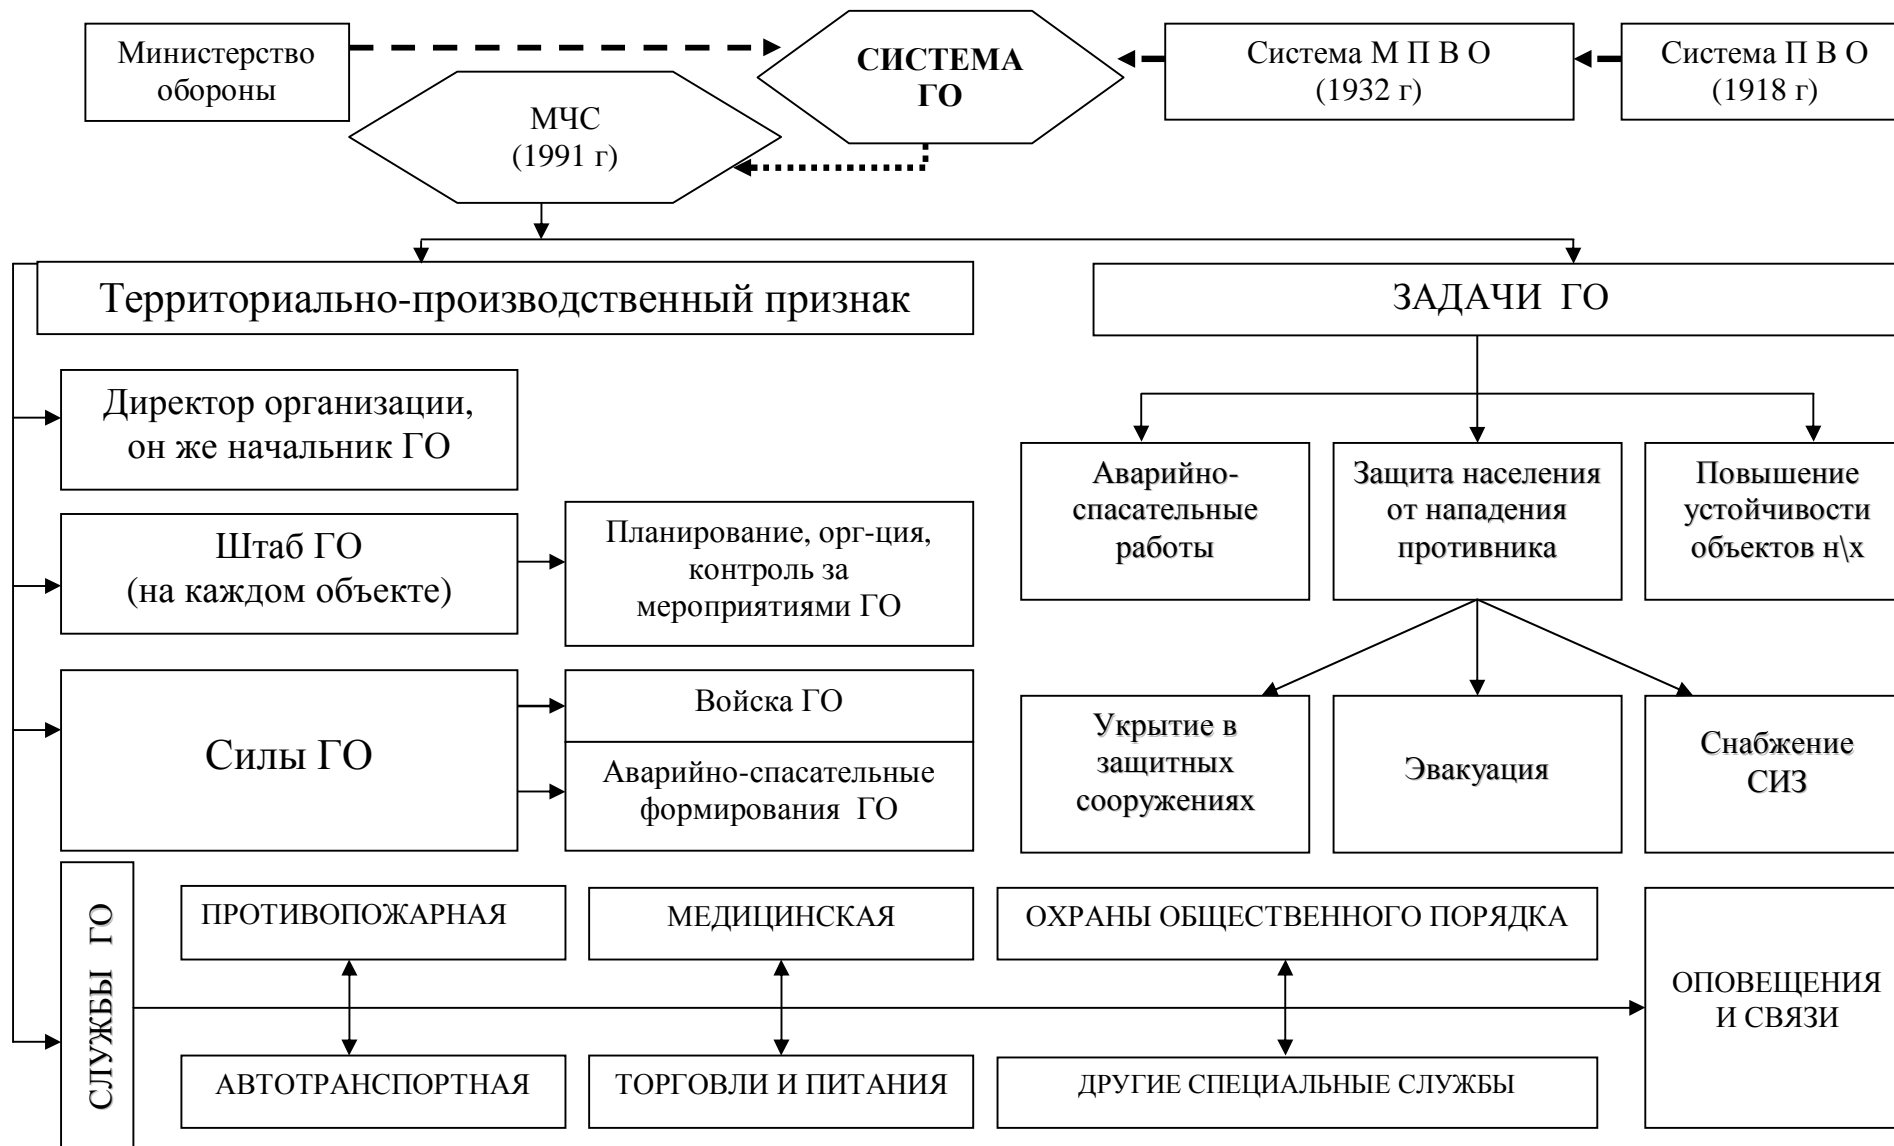 Министерство
обороны
СИСТЕМА
ГО
Система М П В О
(1932 г)
Система П В О
(1918 г)
МЧС
(1991 г)
Территориально-производственный признак
ЗАДАЧИ ГО
Директор организации,
он же начальник ГО
Штаб ГО
(на каждом объекте)
Планирование, орг-ция,
контроль за
мероприятиями ГО
Силы ГО
Войска ГО
Аварийно-спасательные
формирования ГО
Аварийно-
спасательные
работы
Защита населения
от нападения
противника
Повышение
устойчивости
объектов н\х
Укрытие в
защитных
сооружениях
Эвакуация
Снабжение
СИЗ
СЛУЖБЫ ГО
ПРОТИВОПОЖАРНАЯ
МЕДИЦИНСКАЯ
ОХРАНЫ ОБЩЕСТВЕННОГО ПОРЯДКА
ОПОВЕЩЕНИЯ
И СВЯЗИ
АВТОТРАНСПОРТНАЯ
ТОРГОВЛИ И ПИТАНИЯ
ДРУГИЕ СПЕЦИАЛЬНЫЕ СЛУЖБЫ